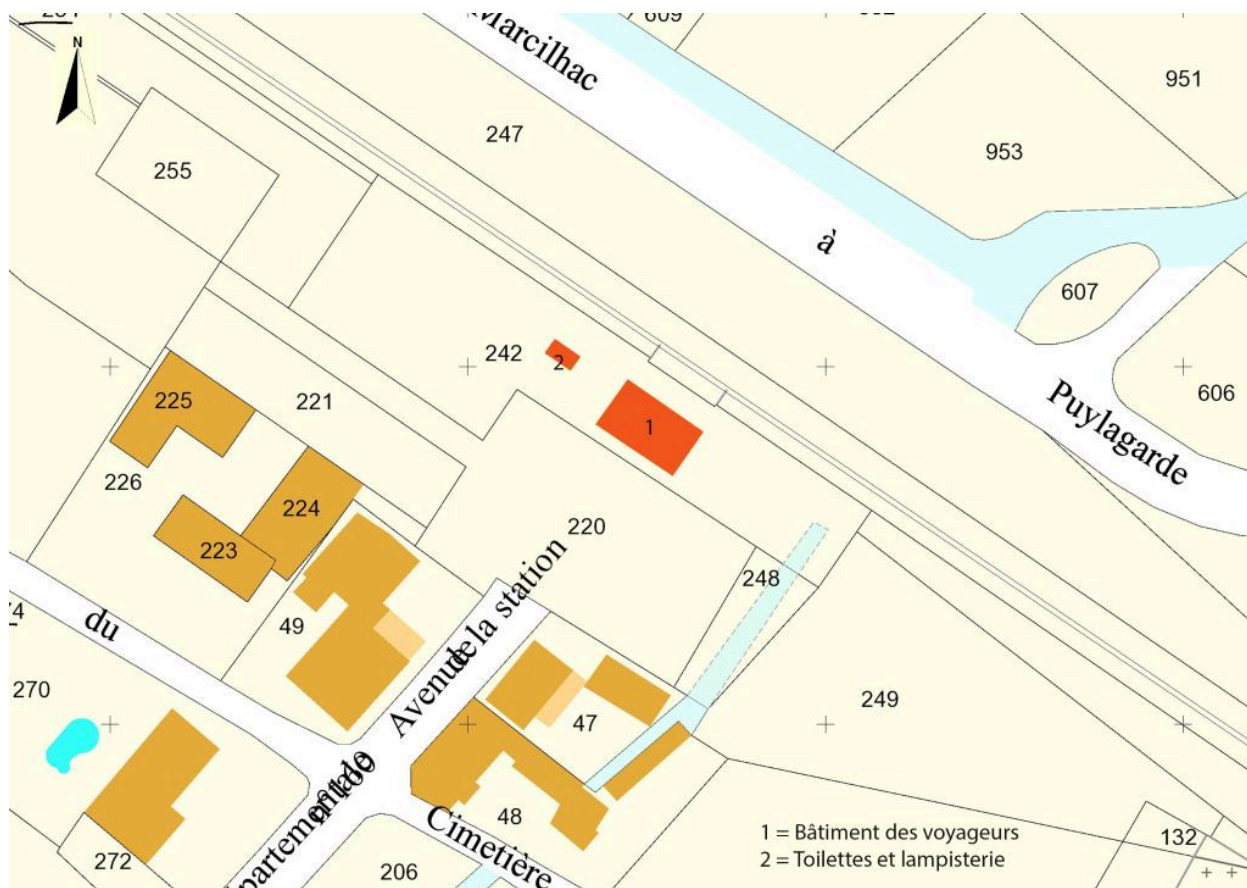 N
Marcilhac
609
951
247
953
255
à
607
242
2
606
225
221
1
Puylagarde
226
224
220
223
248
Avenue de la station
du
49
270
249
47
48
Cimetière
1 = Bâtiment des voyageurs
2 = Toilettes et lampisterie
132
272
206